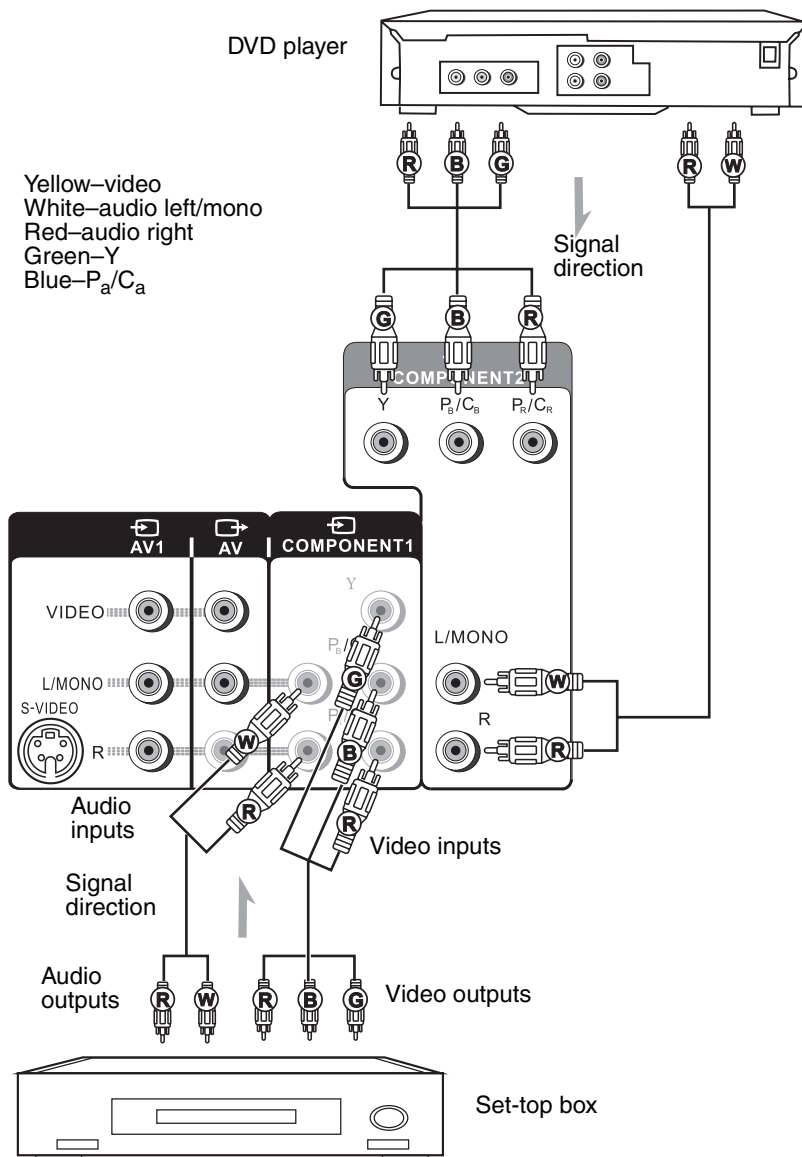 DVD player
R B G
R W
Yellow–video
White–audio left/mono
Red–audio right
Green–Y
Blue–Pa/Ca
Signal
direction
G B R
COMPONENT2
Y PB/CB PR/CR
AV1 AV COMPONENT1
Y
VIDEO
L/MONO
PB/
G
L/MONO
W
S-VIDEO
P
R
R
W
B
R
R
R
Audio
inputs
Video inputs
Signal
direction
Audio
outputs
R W
R B G
Video outputs
Set-top box